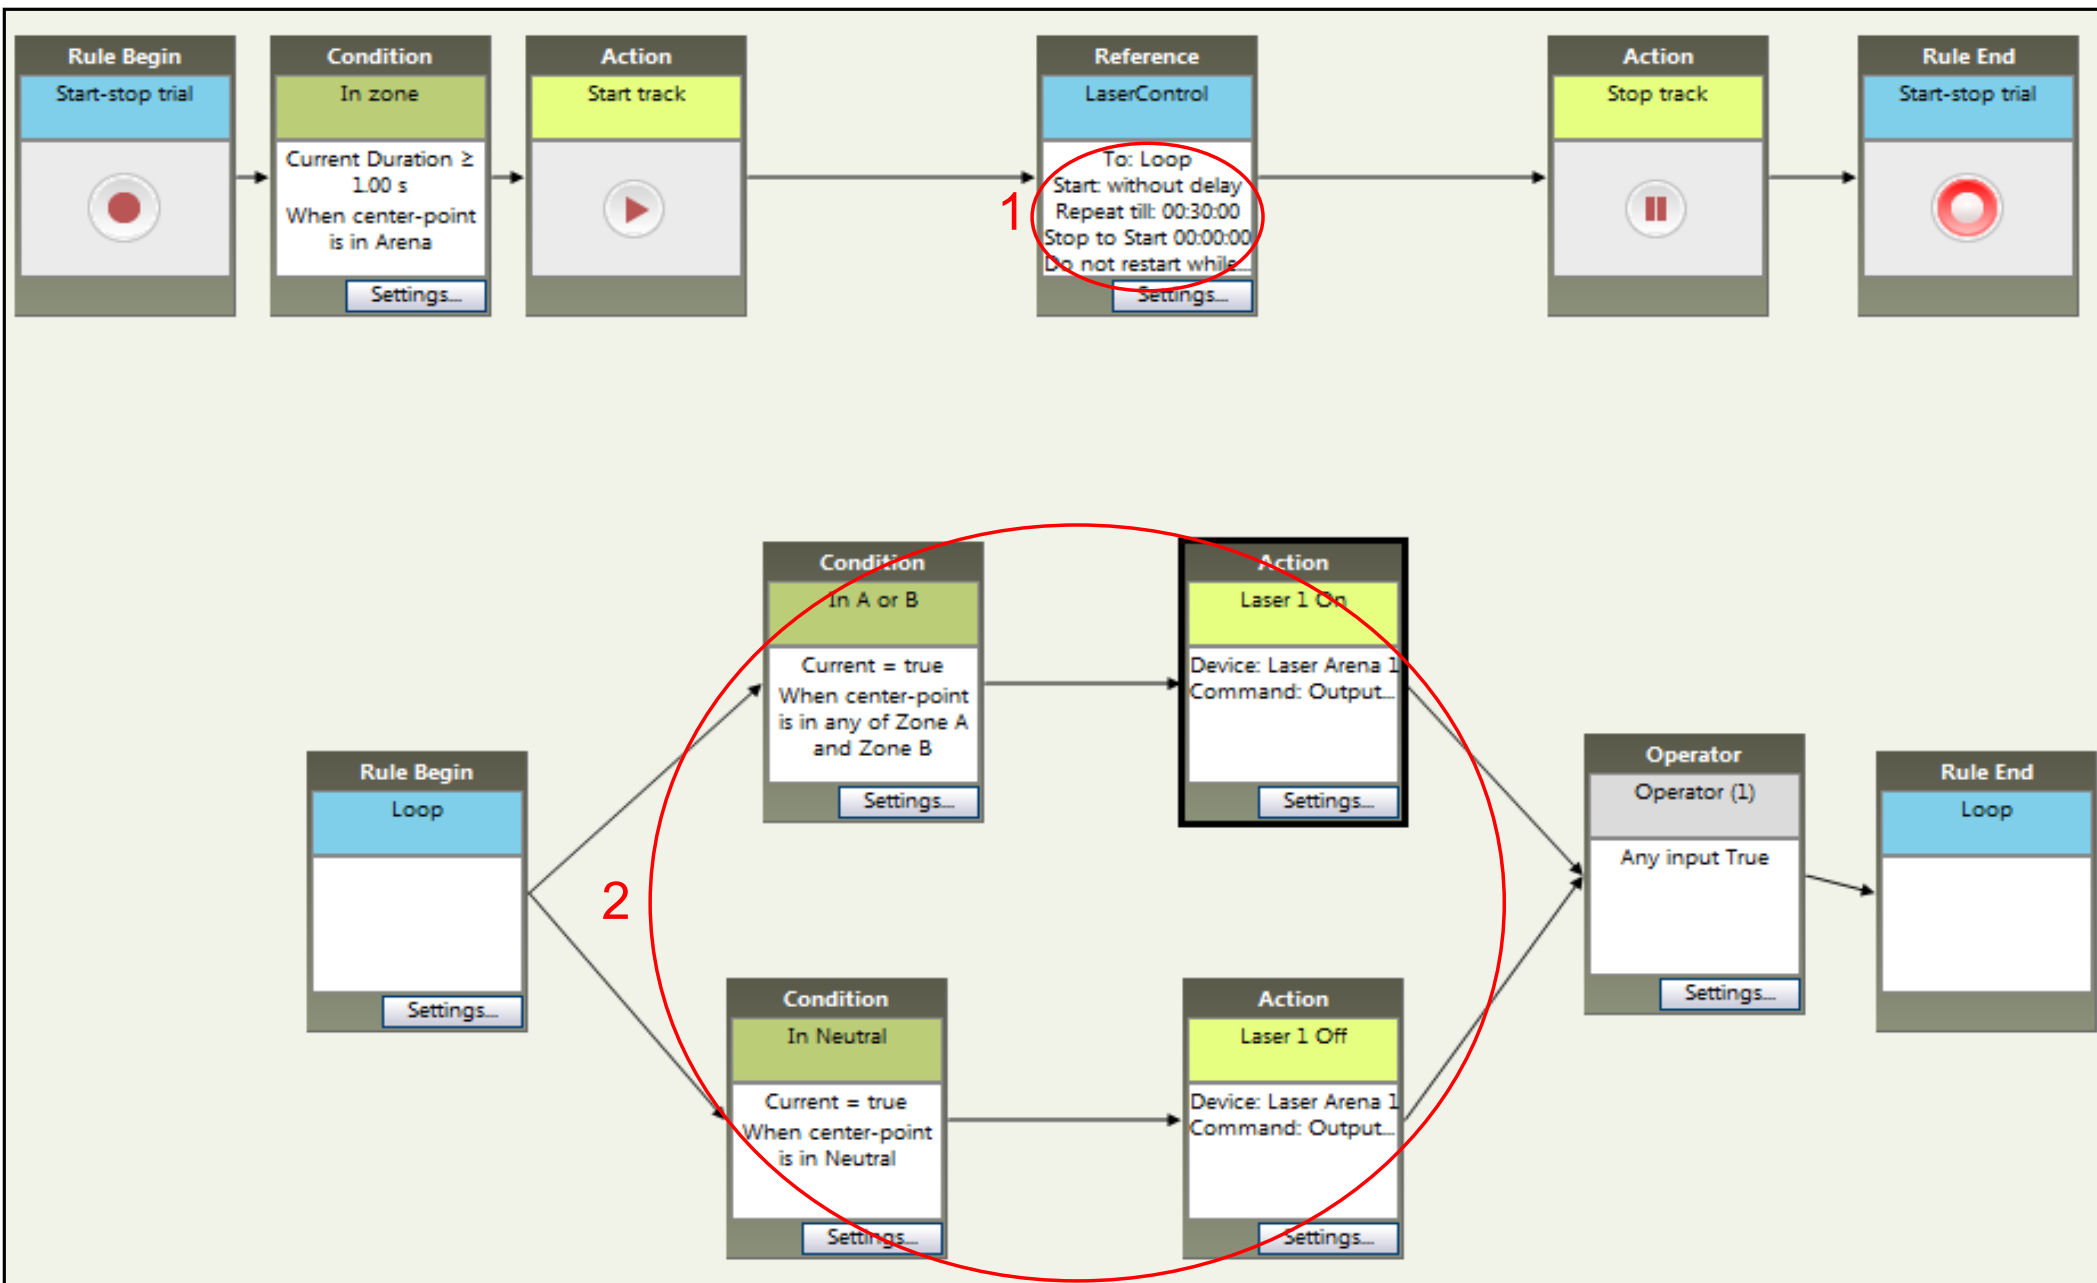 Rule Begin
Start-stop trial
Condition
In zone
Current Duration ≥
1.00 s
When center-point
is in Arena
Settings...
Action
Start track
1
Reference
LaserControl
To: Loop
Start: without delay
Repeat till: 00:30:00
Stop to Start 00:00:00
Do not restart while...
Settings...
Action
Stop track
Rule End
Start-stop trial
Rule Begin
Loop
Settings...
2
Condition
In A or B
Current = true
When center-point
is in any of Zone A
and Zone B
Settings...
Action
Laser 1 On
Device: Laser Arena 1
Command: Output...
Settings...
Condition
In Neutral
Current = true
When center-point
is in Neutral
Settings...
Action
Laser 1 Off
Device: Laser Arena 1
Command: Output...
Settings...
Operator
Operator (1)
Any input True
Settings...
Rule End
Loop